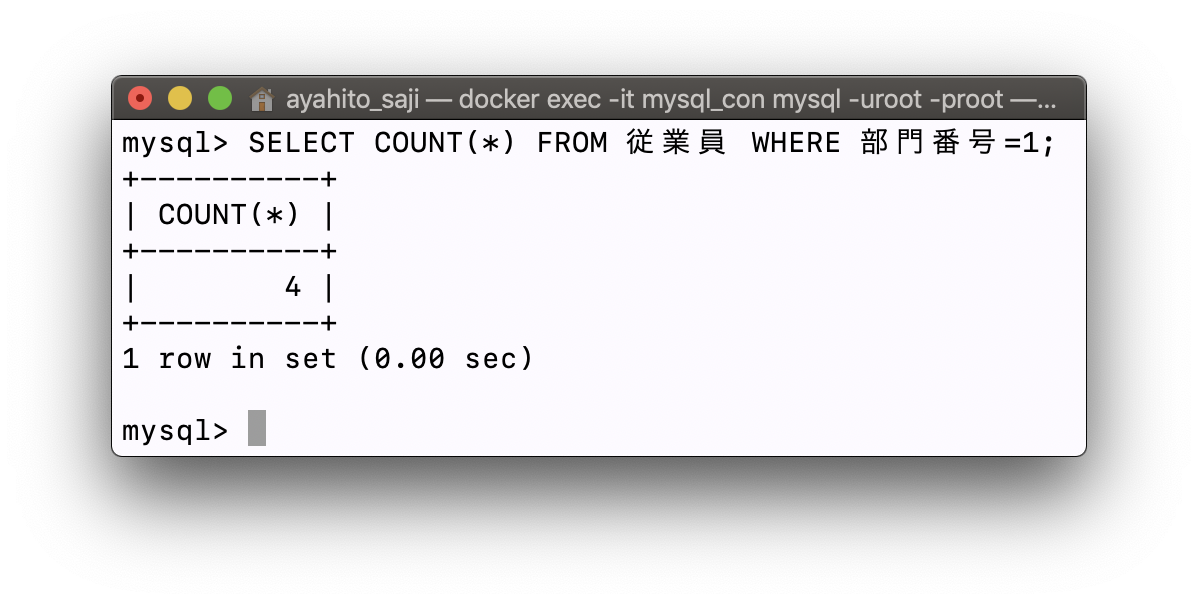 ayahito_saji — docker exec -it mysql_con mysql -uroot -proot —...
mysql> SELECT COUNT(*) FROM 従業員 WHERE 部門番号=1;
+----------+
| COUNT(*) |
+----------+
|        4 |
+----------+
1 row in set (0.00 sec)
mysql>